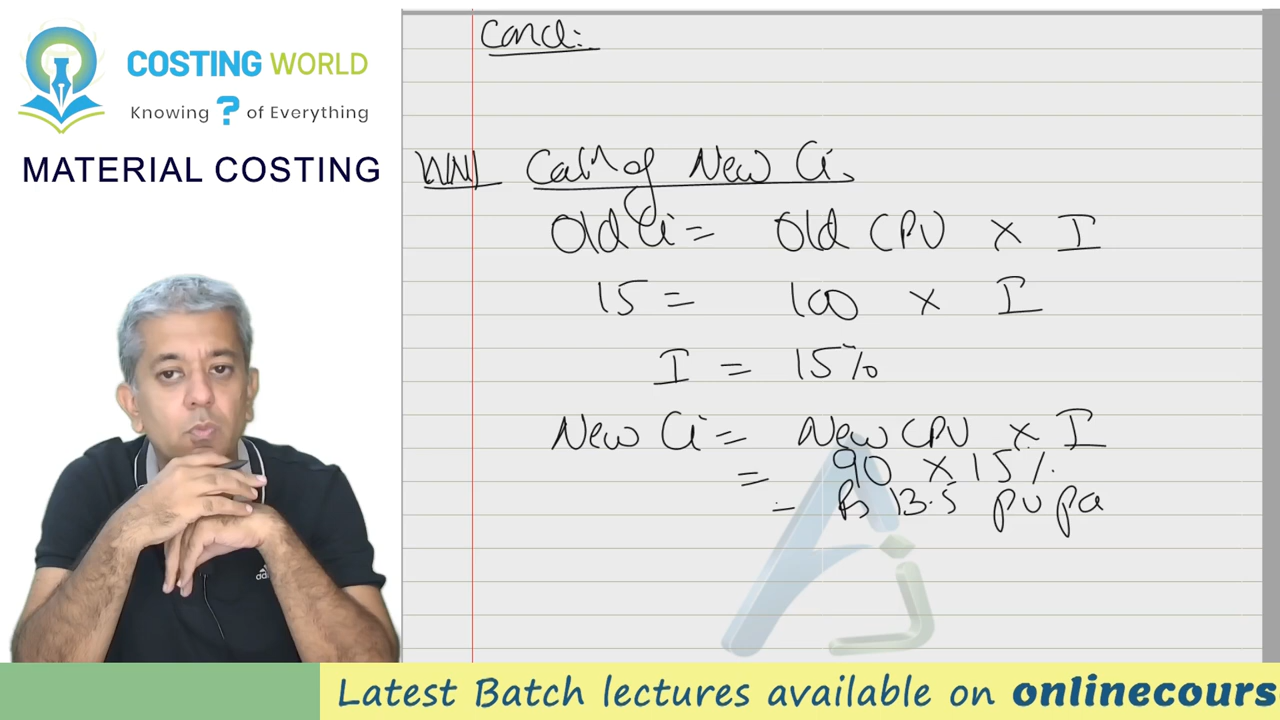 COSTING WORLD
Knowing ? of Everything
MATERIAL COSTING
Concl:
WN1 Caln of New Ci
Old Ci = Old CPU × I
15 = 100 × I
I = 15%
New Ci = New CPU × I
= 90 × 15%
= Rs 13.5 pu pa
Latest Batch lectures available on onlinecours